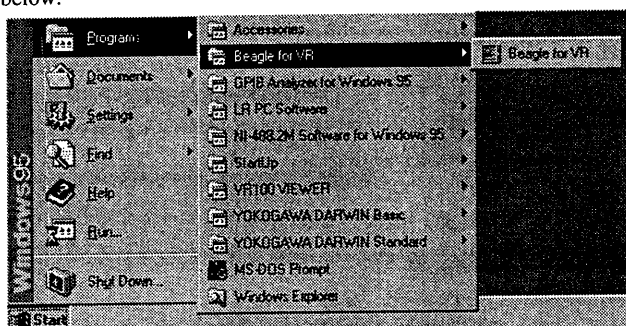 below.
Programs
Documents
Settings
Find
Help
Run...
Shut Down...
Windows95
Start
Accessories
Beagle for VR
GPIB Analyzer for Windows 95
LR PC Software
NI-488.2M Software for Windows 95
StartUp
VR100 VIEWER
YOKOGAWA DARWIN Basic
YOKOGAWA DARWIN Standard
MS-DOS Prompt
Windows Explorer
Beagle for VR